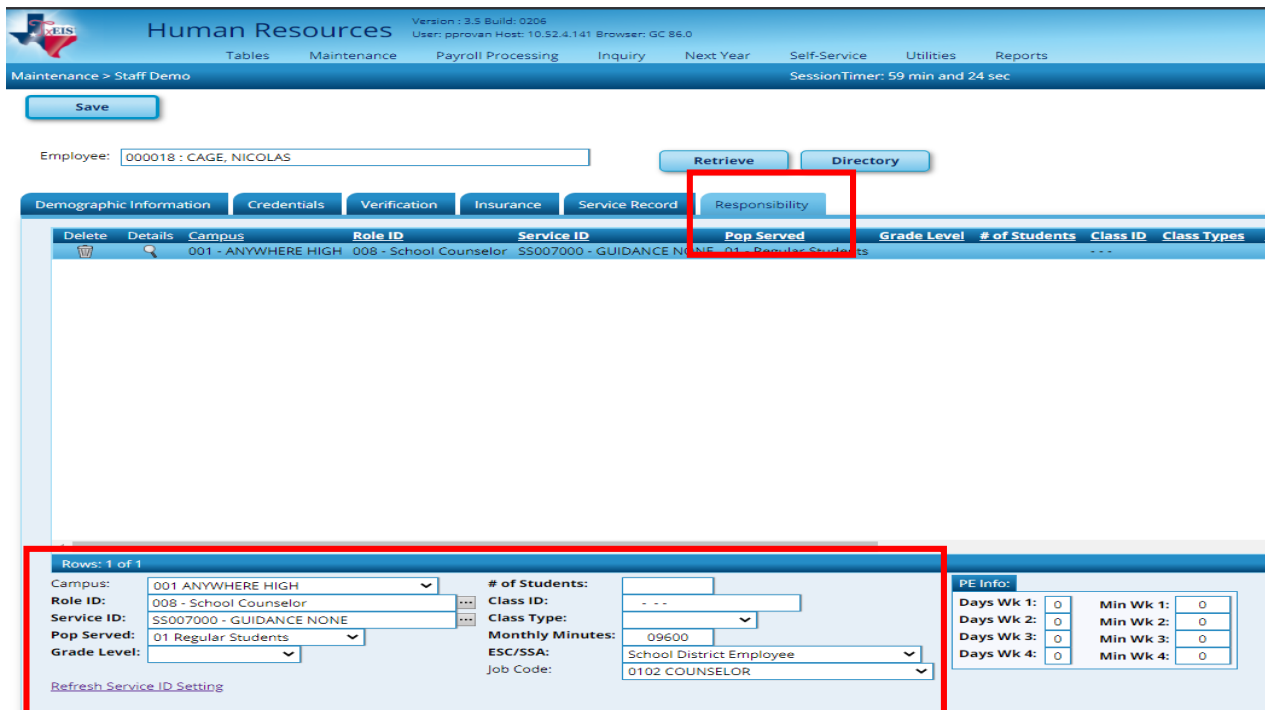 TxEIS
Human Resources
Version : 3.5 Build: 0206
User: pprovan Host: 10.52.4.141 Browser: GC 86.0
Tables Maintenance Payroll Processing Inquiry Next Year Self-Service Utilities Reports
Maintenance > Staff Demo SessionTimer: 59 min and 24 sec
Save
Employee: 000018 : CAGE, NICOLAS Retrieve Directory
Demographic Information Credentials Verification Insurance Service Record Responsibility
Delete Details Campus Role ID Service ID Pop Served Grade Level # of Students Class ID Class Types
001 - ANYWHERE HIGH 008 - School Counselor SS007000 - GUIDANCE NONE 01 - Regular Students - - -
Rows: 1 of 1
Campus: 001 ANYWHERE HIGH # of Students: PE Info:
Role ID: 008 - School Counselor ... Class ID: - - - Days Wk 1: 0 Min Wk 1: 0
Service ID: SS007000 - GUIDANCE NONE ... Class Type: Days Wk 2: 0 Min Wk 2: 0
Pop Served: 01 Regular Students Monthly Minutes: 09600 Days Wk 3: 0 Min Wk 3: 0
Grade Level: ESC/SSA: School District Employee Days Wk 4: 0 Min Wk 4: 0
Job Code: 0102 COUNSELOR
Refresh Service ID Setting